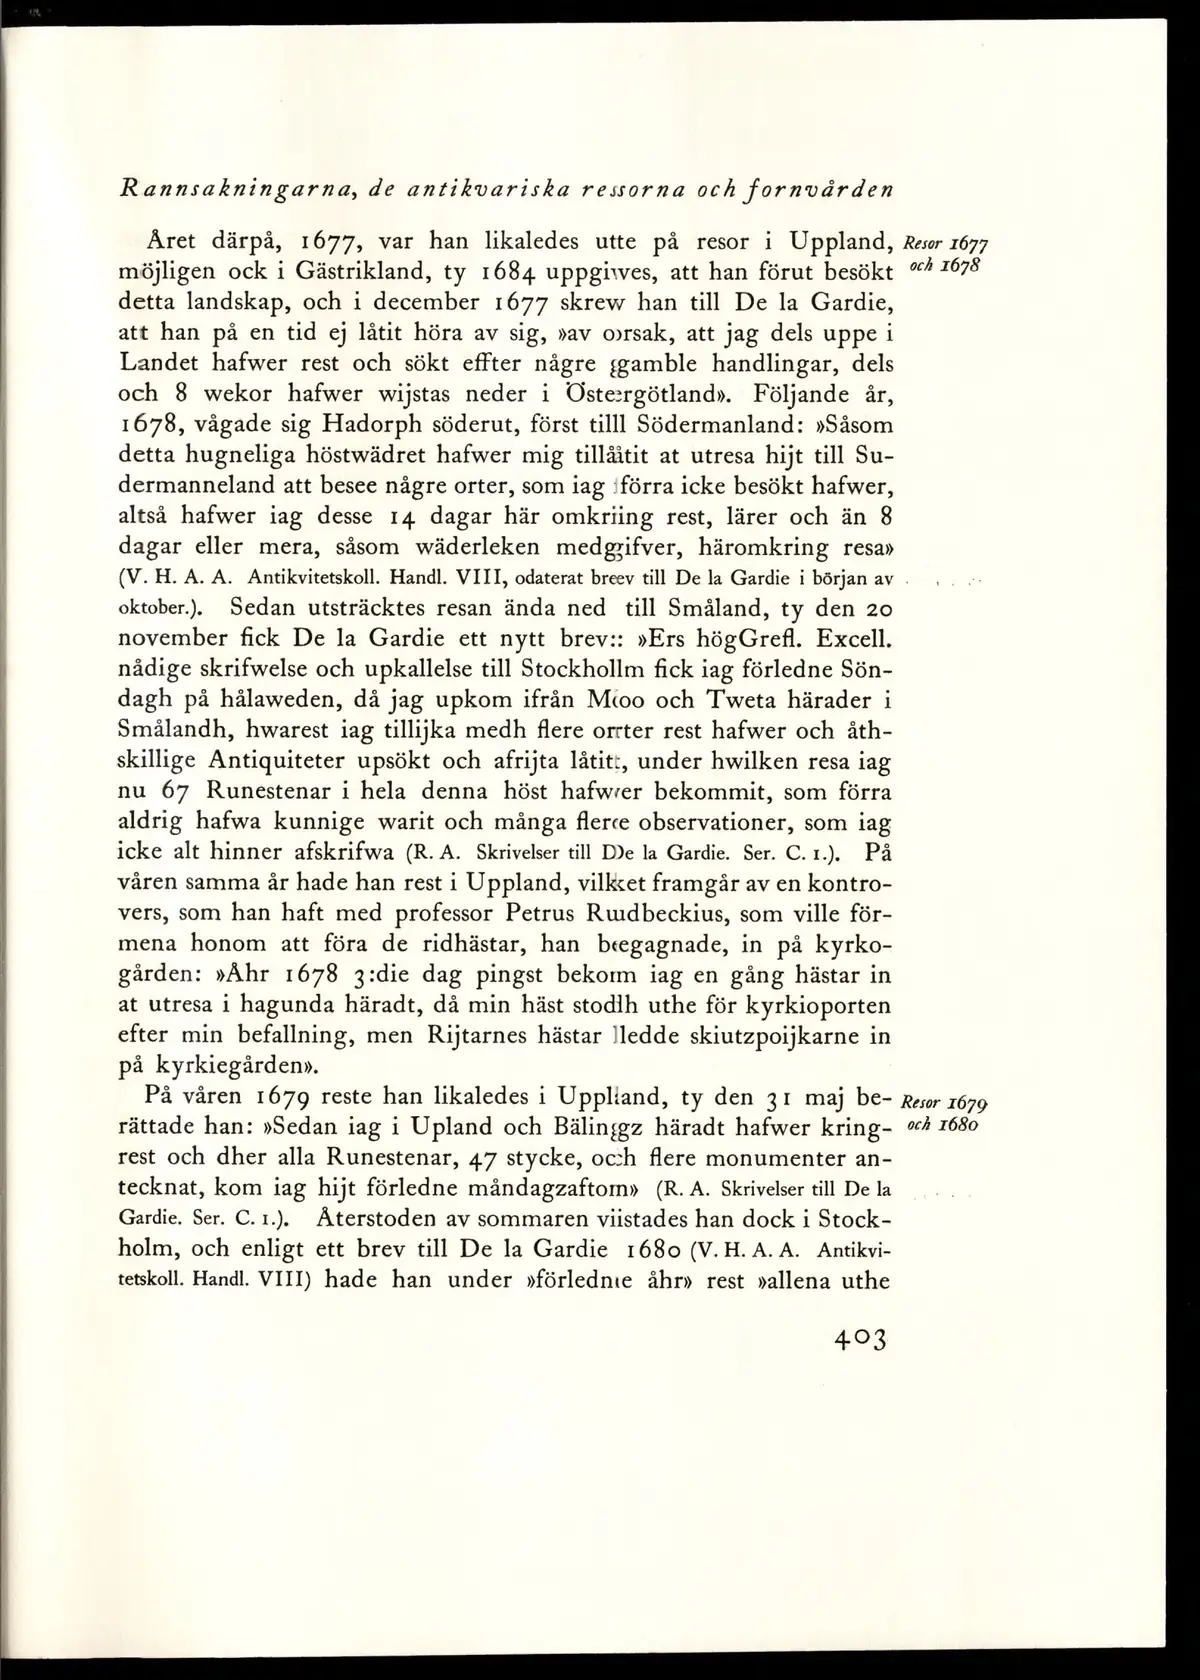 Rannsakningarna, de antikvariska resorna och fornvården
Året därpå, 1677, var han likaledes ute på resor i Uppland,
Resor 1677
möjligen ock i Gästrikland, ty 1684 uppgives, att han förut besökt
och 1678
detta landskap, och i december 1677 skrev han till De la Gardie,
att han på en tid ej låtit höra av sig, »av orsak, att jag dels uppe i
Landet hafwer rest och sökt effter någre gamble handlingar, dels
och 8 wekor hafwer wijstas neder i Östergötland». Följande år,
1678, vågade sig Hadorph söderut, först till Södermanland: »Såsom
detta hugneliga höstwädret hafwer mig tillåtit at utresa hijt till Su-
dermanneland att besee någre orter, som iag förra icke besökt hafwer,
altså hafwer iag desse 14 dagar här omkring rest, lärer och än 8
dagar eller mera, såsom wäderleken medgifver, häromkring resa»
(V. H. A. A. Antikvitetskoll. Handl. VIII, odaterat brev till De la Gardie i början av
oktober.). Sedan utsträcktes resan ända ned till Småland, ty den 20
november fick De la Gardie ett nytt brev: »Ers högGrefl. Excell.
nådige skrifwelse och upkallelse till Stockholm fick iag förledne Sön-
dagh på hålaweden, då jag upkom ifrån Moo och Tweta härader i
Smålandh, hwarest iag tillijka medh flere orter rest hafwer och åth-
skillige Antiquiteter upsökt och afrijta låtit, under hwilken resa iag
nu 67 Runestenar i hela denna höst hafwer bekommit, som förra
aldrig hafwa kunnige warit och många flere observationer, som iag
icke alt hinner afskrifwa (R. A. Skrivelser till De la Gardie. Ser. C. 1.). På
våren samma år hade han rest i Uppland, vilket framgår av en kontro-
vers, som han haft med professor Petrus Rudbeckius, som ville för-
mena honom att föra de ridhästar, han begagnade, in på kyrko-
gården: »Åhr 1678 3:die dag pingst bekom iag en gång hästar in
at utresa i hagunda häradt, då min häst stodh uthe för kyrkioporten
efter min befallning, men Rijtarnes hästar ledde skiutzpoijkarne in
på kyrkiegården».
På våren 1679 reste han likaledes i Uppland, ty den 31 maj be-
Resor 1679
rättade han: »Sedan iag i Upland och Bälingz häradt hafwer kring-
och 1680
rest och dher alla Runestenar, 47 stycke, och flere monumenter an-
tecknat, kom iag hijt förledne måndagzaftom» (R. A. Skrivelser till De la
Gardie. Ser. C. 1.). Återstoden av sommaren vistades han dock i Stock-
holm, och enligt ett brev till De la Gardie 1680 (V. H. A. A. Antikvi-
tetskoll. Handl. VIII) hade han under »förledne åhr» rest »allena uthe
403